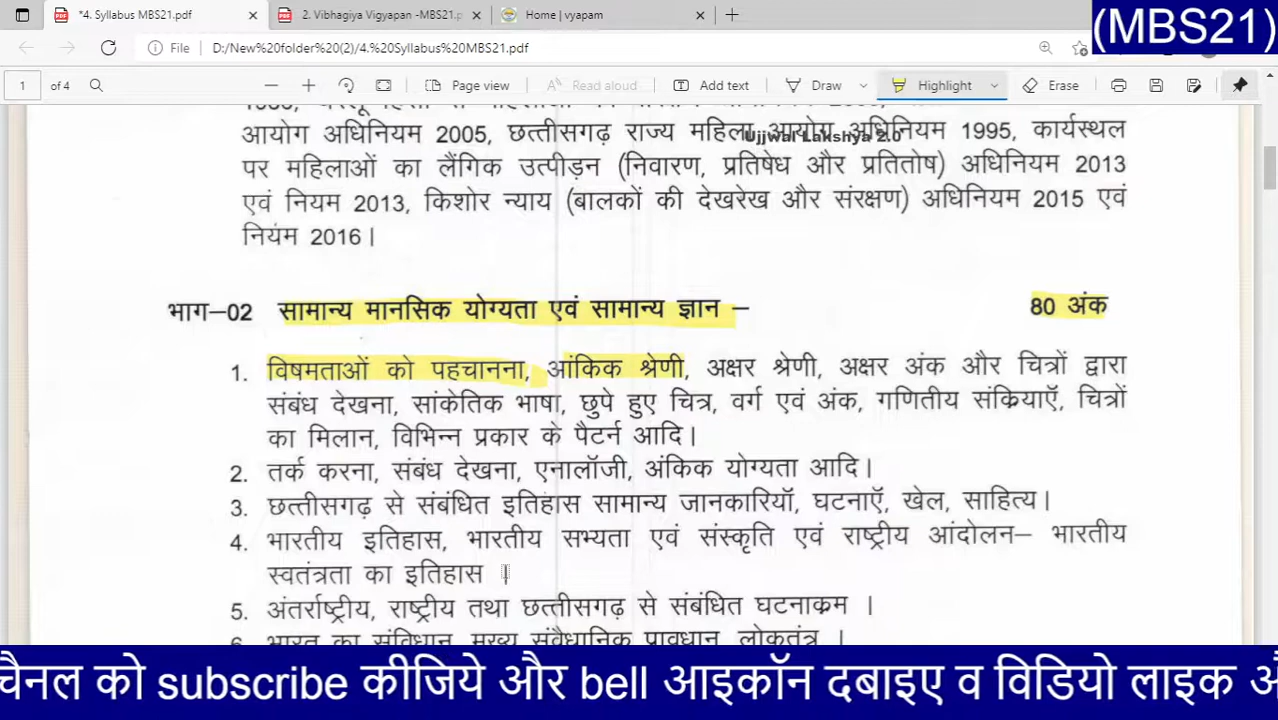 *4. Syllabus MBS21.pdf
2. Vibhagiya Vigyapan -MBS21.p
Home | vyapam
(MBS21)
File D:/New%20folder%20(2)/4.%20Syllabus%20MBS21.pdf
1 of 4 Page view Read aloud Add text Draw Highlight Erase
आयोग अधिनियम 2005, छत्तीसगढ़ राज्य महिला आयोग अधिनियम 1995, कार्यस्थल
Ujjwal Lakshya 2.0
पर महिलाओं का लैंगिक उत्पीड़न (निवारण, प्रतिषेध और प्रतितोष) अधिनियम 2013
एवं नियम 2013, किशोर न्याय (बालकों की देखरेख और संरक्षण) अधिनियम 2015 एवं
नियंम 2016।
भाग–02 सामान्य मानसिक योग्यता एवं सामान्य ज्ञान – 80 अंक
1. विषमताओं को पहचानना, आंकिक श्रेणी, अक्षर श्रेणी, अक्षर अंक और चित्रों द्वारा
संबंध देखना, सांकेतिक भाषा, छुपे हुए चित्र, वर्ग एवं अंक, गणितीय संक्रियाऍ, चित्रों
का मिलान, विभिन्न प्रकार के पैटर्न आदि।
2. तर्क करना, संबंध देखना, एनालॉजी, अंकिक योग्यता आदि।
3. छत्तीसगढ़ से संबंधित इतिहास सामान्य जानकारियॉ, घटनाऍ, खेल, साहित्य।
4. भारतीय इतिहास, भारतीय सभ्यता एवं संस्कृति एवं राष्ट्रीय आंदोलन– भारतीय
स्वतंत्रता का इतिहास ।
5. अंतर्राष्ट्रीय, राष्ट्रीय तथा छत्तीसगढ़ से संबंधित घटनाक्रम ।
6. भारत का संविधान, मुख्य संवैधानिक प्रावधान, लोकतंत्र ।
चैनल को subscribe कीजिये और bell आइकॉन दबाइए व विडियो लाइक औ